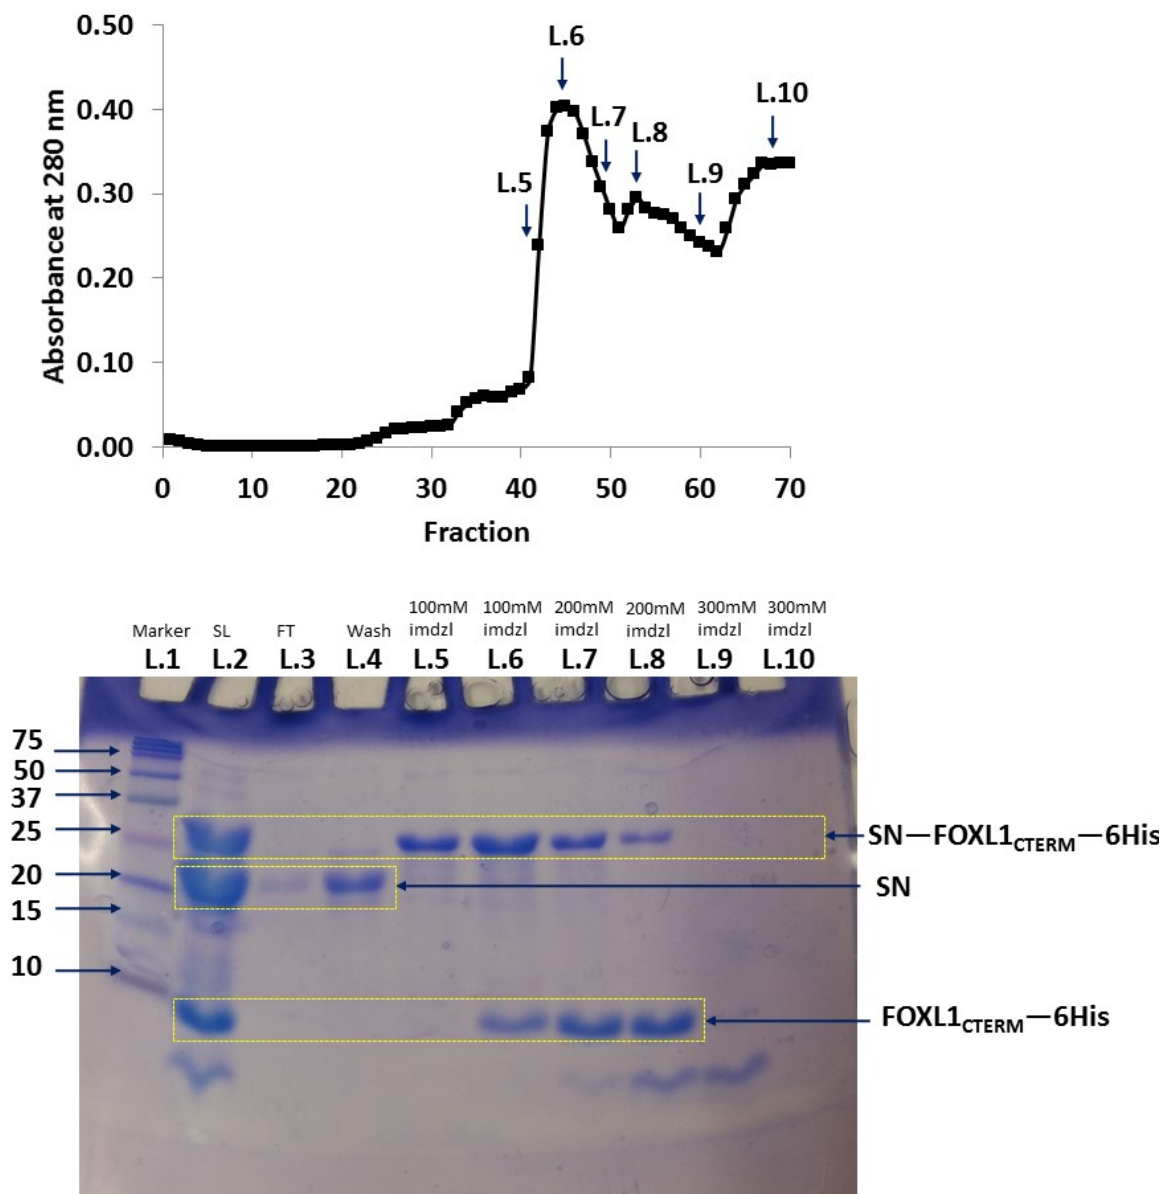 0.50
0.40
0.30
0.20
0.10
0.00
Absorbance at 280 nm
L.5
L.6
L.7
L.8
L.9
L.10
0 10 20 30 40 50 60 70
Fraction
100mM 100mM 200mM 200mM 300mM 300mM
Marker SL FT Wash imdzl imdzl imdzl imdzl imdzl imdzl
L.1 L.2 L.3 L.4 L.5 L.6 L.7 L.8 L.9 L.10
75
50
37
25
20
15
10
SN—FOXL1CTERM—6His
SN
FOXL1CTERM—6His